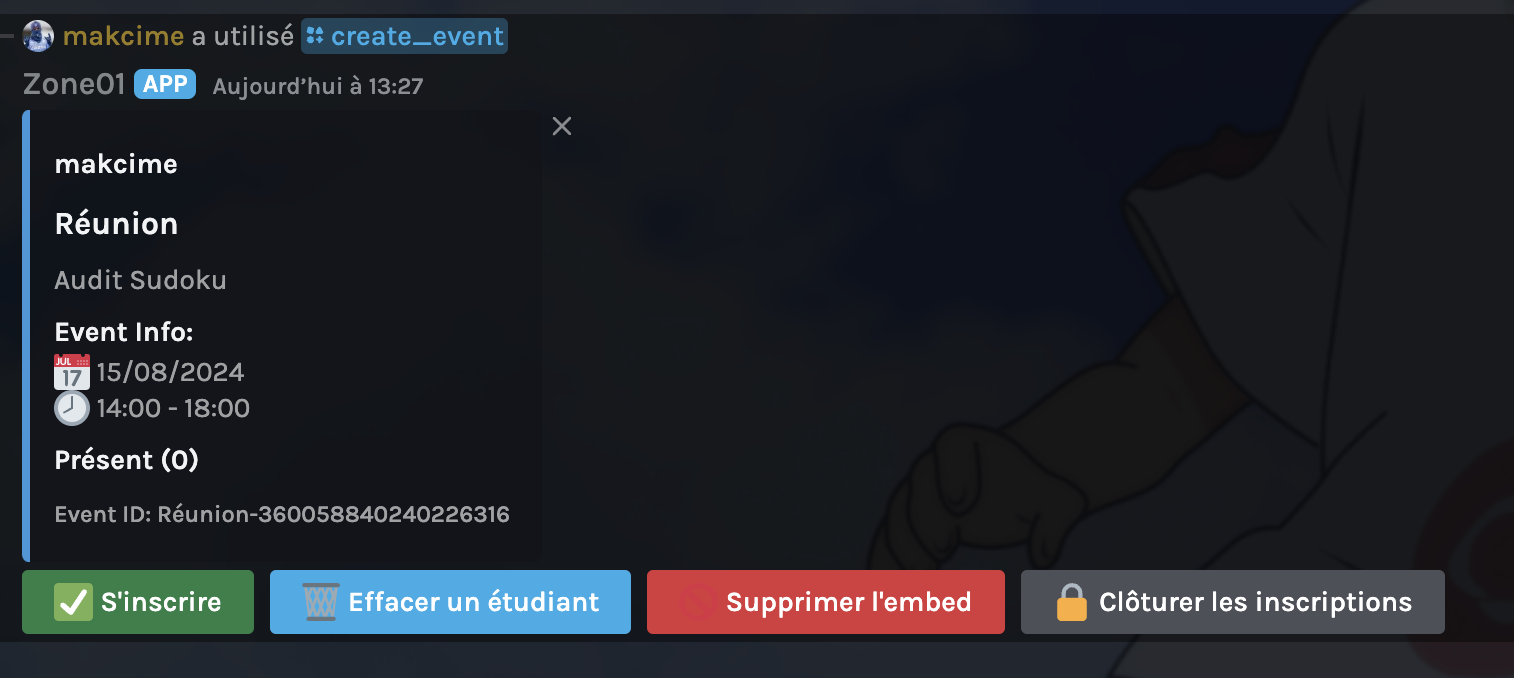 makcime a utilisé create_event
Zone01 APP Aujourd’hui à 13:27
makcime
Réunion
Audit Sudoku
Event Info:
JUL 17 15/08/2024
14:00 - 18:00
Présent (0)
Event ID: Réunion-360058840240226316
S'inscrire Effacer un étudiant Supprimer l'embed Clôturer les inscriptions